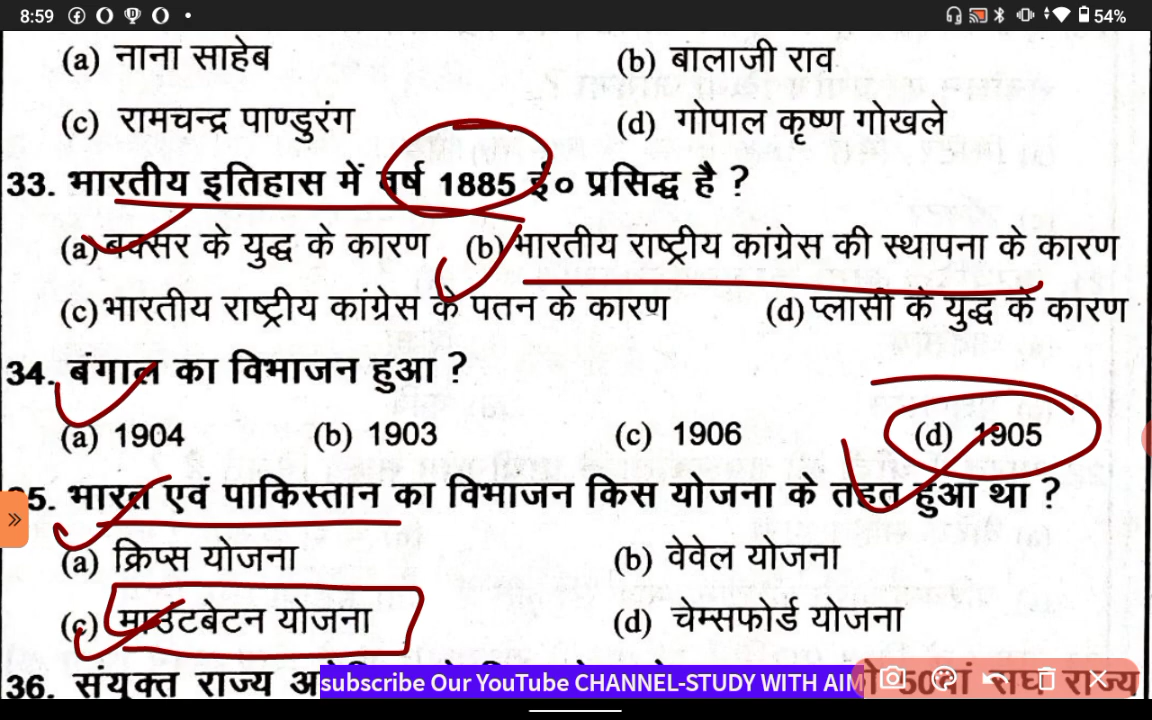 8:59 54%
(a) नाना साहेब (b) बालाजी राव
(c) रामचन्द्र पाण्डुरंग (d) गोपाल कृष्ण गोखले
33. भारतीय इतिहास में वर्ष 1885 ई० प्रसिद्ध है ?
(a) बक्सर के युद्ध के कारण (b) भारतीय राष्ट्रीय कांग्रेस की स्थापना के कारण
(c) भारतीय राष्ट्रीय कांग्रेस के पतन के कारण (d) प्लासी के युद्ध के कारण
34. बंगाल का विभाजन हुआ ?
(a) 1904 (b) 1903 (c) 1906 (d) 1905
35. भारत एवं पाकिस्तान का विभाजन किस योजना के तहत हुआ था ?
(a) क्रिप्स योजना (b) वेवेल योजना
(c) माउंटबेटन योजना (d) चेम्सफोर्ड योजना
36. संयुक्त राज्य 50वां संघ राज्य
subscribe Our YouTube CHANNEL-STUDY WITH AIM